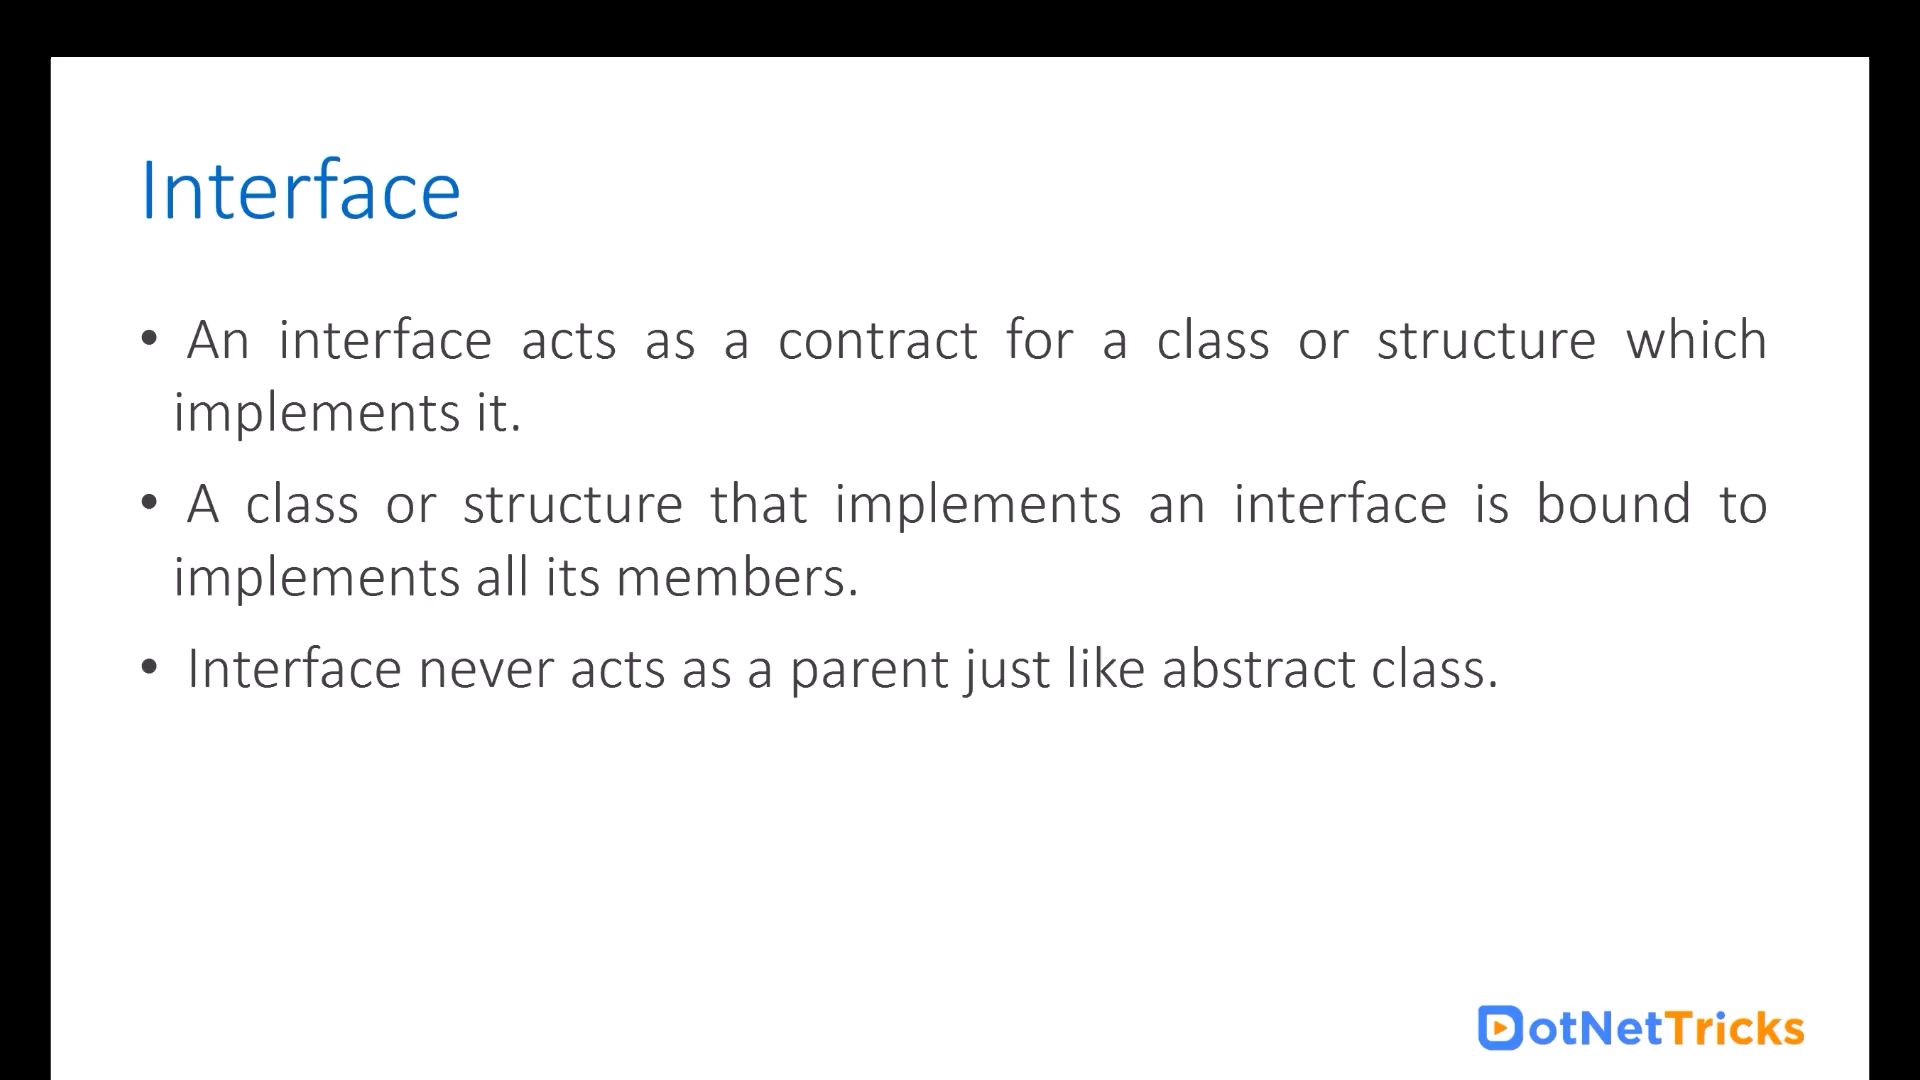 Interface
• An interface acts as a contract for a class or structure which
implements it.
• A class or structure that implements an interface is bound to
implements all its members.
• Interface never acts as a parent just like abstract class.
DotNetTricks